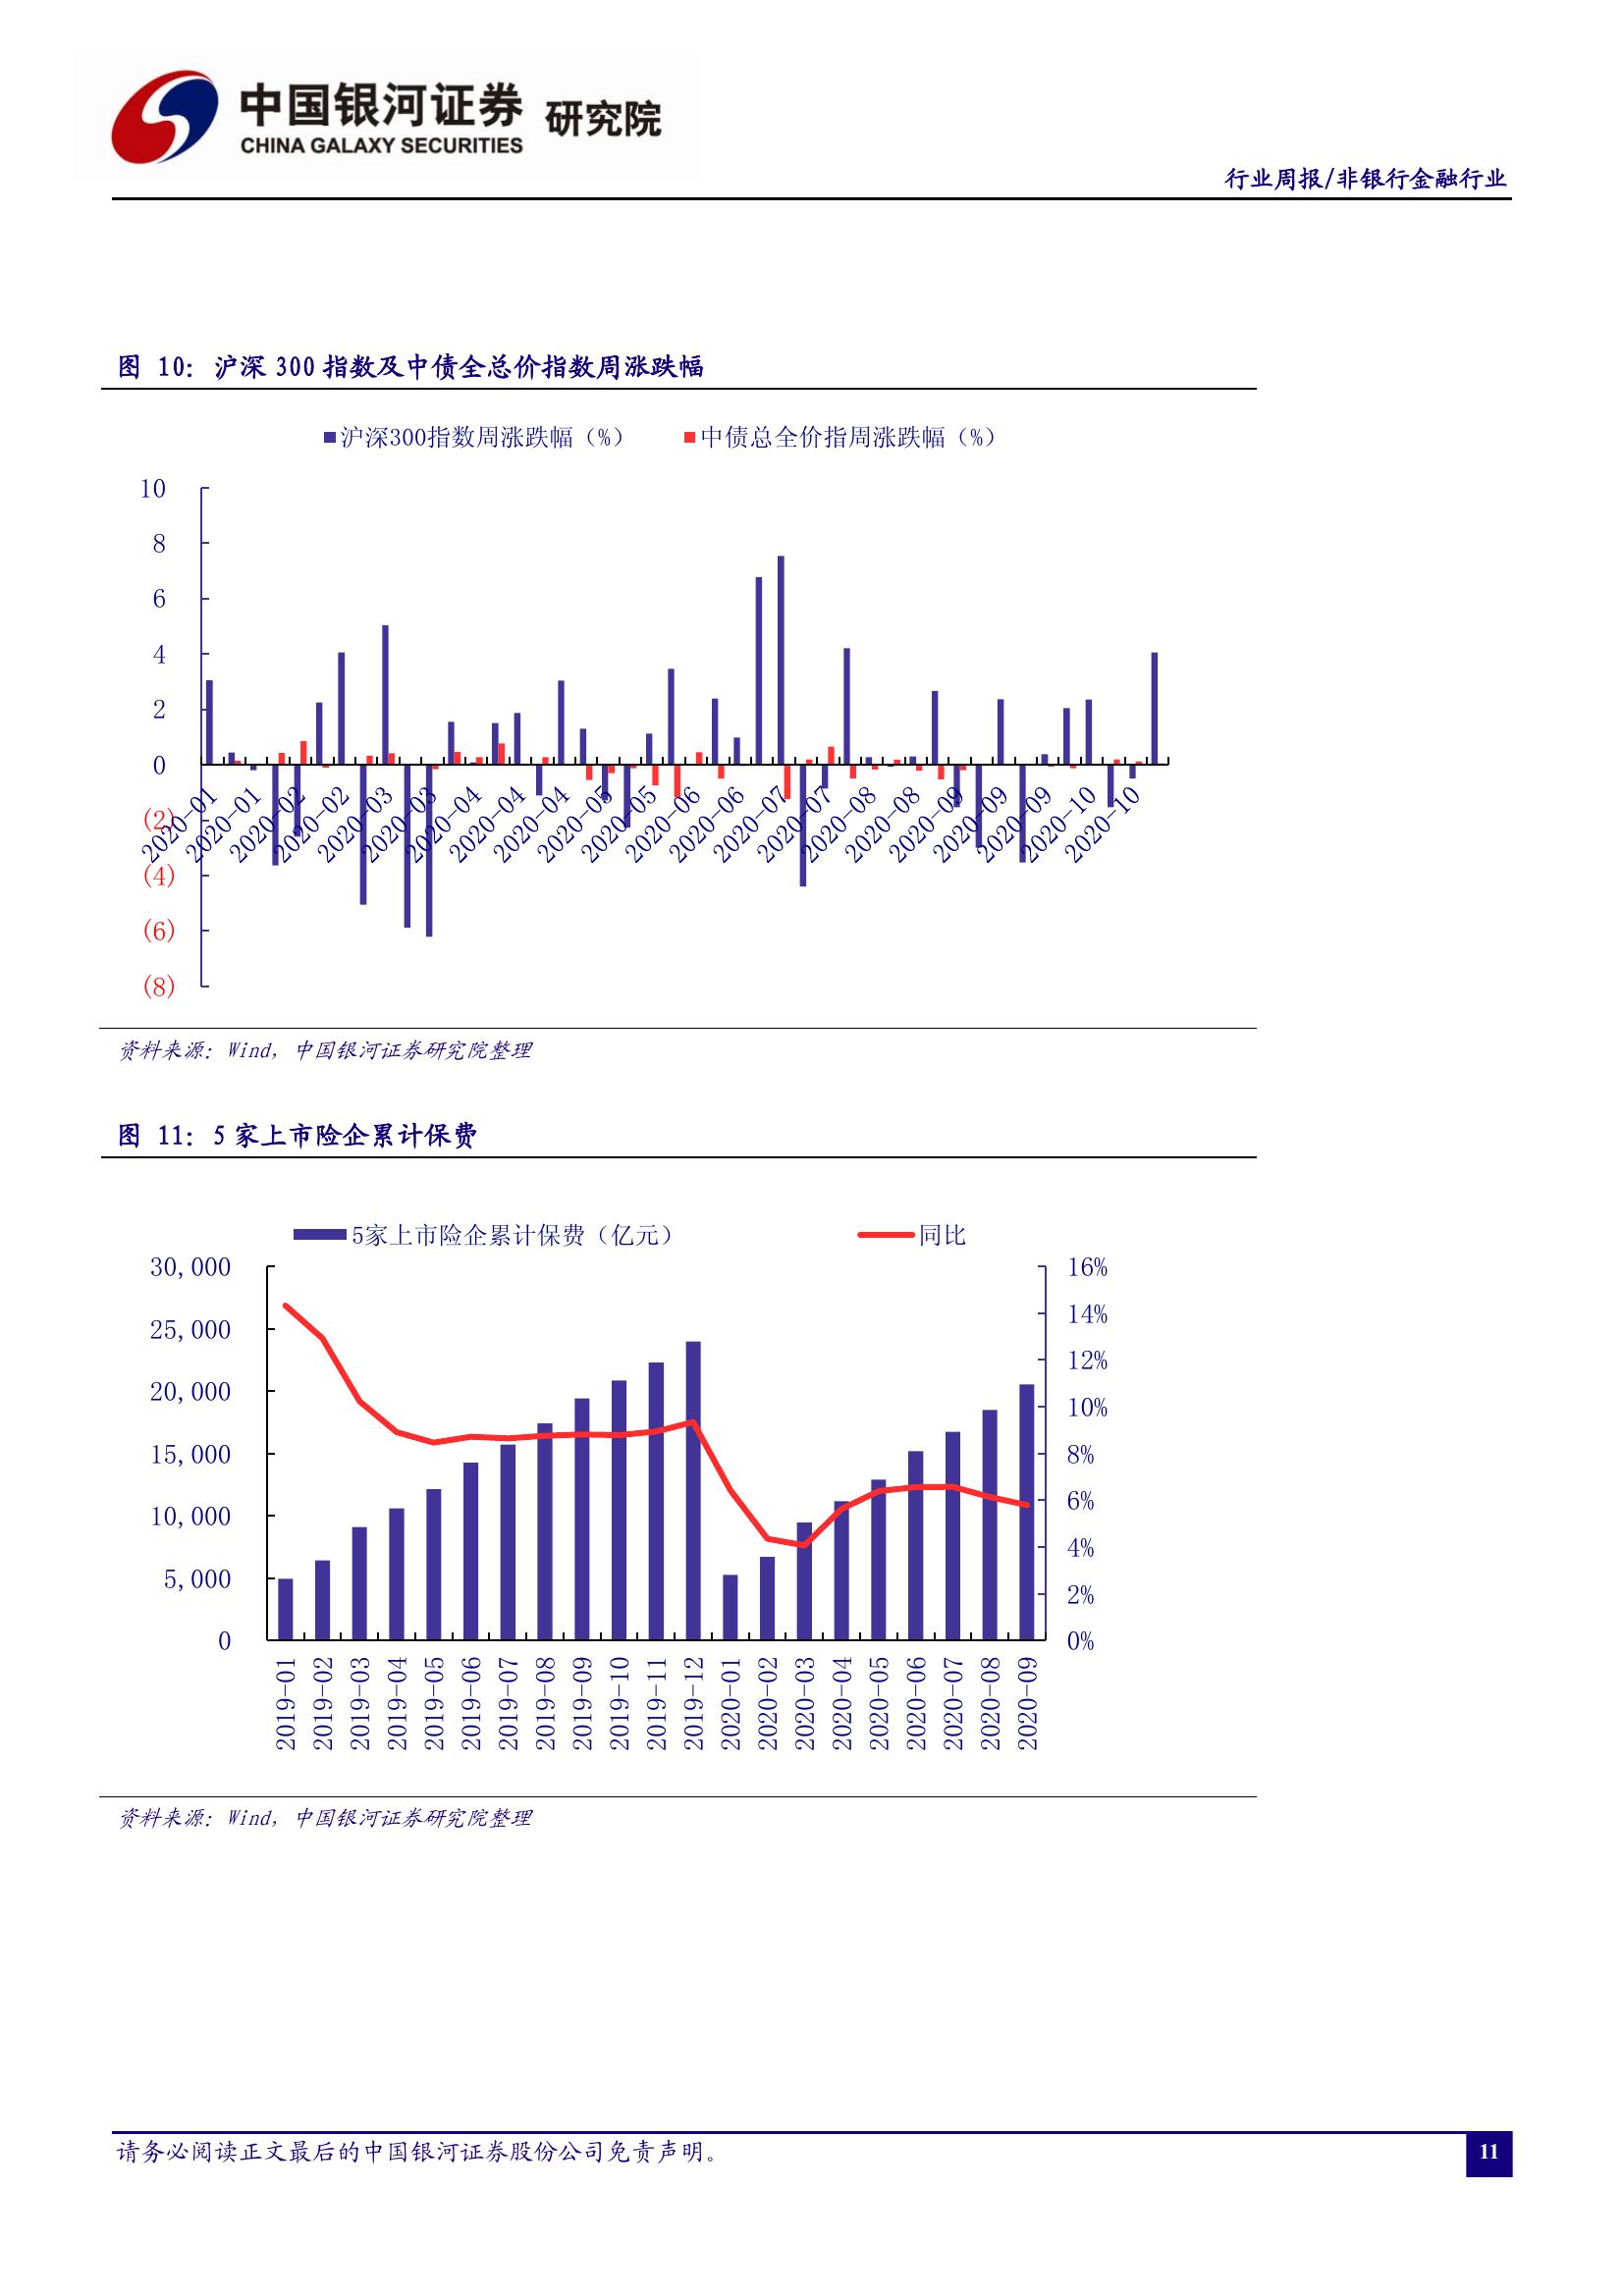 中国银河证券 研究院
CHINA GALAXY SECURITIES
行业周报/非银行金融行业
图 10: 沪深 300 指数及中债全总价指数周涨跌幅
沪深300指数周涨跌幅（%） 中债总全价指周涨跌幅（%）
10
8
6
4
2
0
(2)
(4)
(6)
(8)
2020-01 2020-01 2020-02 2020-02 2020-03 2020-03 2020-04 2020-04 2020-04 2020-05 2020-05 2020-06 2020-06 2020-07 2020-07 2020-08 2020-08 2020-09 2020-09 2020-09 2020-10 2020-10
资料来源: Wind, 中国银河证券研究院整理
图 11: 5 家上市险企累计保费
5家上市险企累计保费（亿元） 同比
30,000 16%
25,000 14%
20,000 12%
15,000 10%
10,000 8%
5,000 6%
0 4%
2%
0%
2019-01 2019-02 2019-03 2019-04 2019-05 2019-06 2019-07 2019-08 2019-09 2019-10 2019-11 2019-12 2020-01 2020-02 2020-03 2020-04 2020-05 2020-06 2020-07 2020-08 2020-09
资料来源: Wind, 中国银河证券研究院整理
请务必阅读正文最后的中国银河证券股份公司免责声明。
11